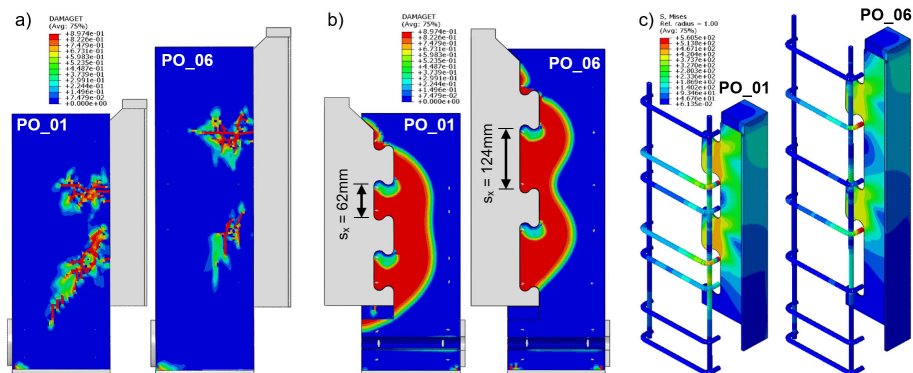 a)
DAMAGET
(Avg: 75%)
+8.974e-01
+8.226e-01
+7.479e-01
+6.731e-01
+5.983e-01
+5.235e-01
+4.487e-01
+3.739e-01
+2.991e-01
+2.244e-01
+1.496e-01
+7.479e-02
+0.000e+00
PO_01
PO_06
b)
DAMAGET
(Avg: 75%)
+8.974e-01
+8.226e-01
+7.479e-01
+6.731e-01
+5.983e-01
+5.235e-01
+4.487e-01
+3.739e-01
+2.991e-01
+2.244e-01
+1.496e-01
+7.479e-02
+0.000e+00
PO_01
sx = 62mm
PO_06
sx = 124mm
c)
S, Mises
Rel. radius = 1.00
(Avg: 75%)
+5.605e+02
+5.138e+02
+4.671e+02
+4.204e+02
+3.737e+02
+3.270e+02
+2.803e+02
+2.336e+02
+1.869e+02
+1.402e+02
+9.346e+01
+4.676e+01
+6.135e-02
PO_01
PO_06